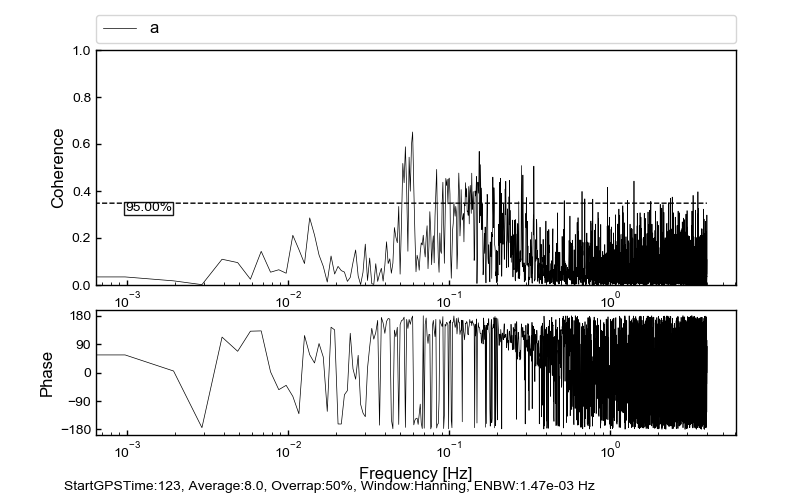 a
1.0
0.8
0.6
0.4
0.2
0.0
Coherence
95.00%
10⁻³ 10⁻² 10⁻¹ 10⁰
180
90
0
−90
−180
Phase
10⁻³ 10⁻² 10⁻¹ 10⁰
Frequency [Hz]
StartGPSTime:123, Average:8.0, Overrap:50%, Window:Hanning, ENBW:1.47e-03 Hz